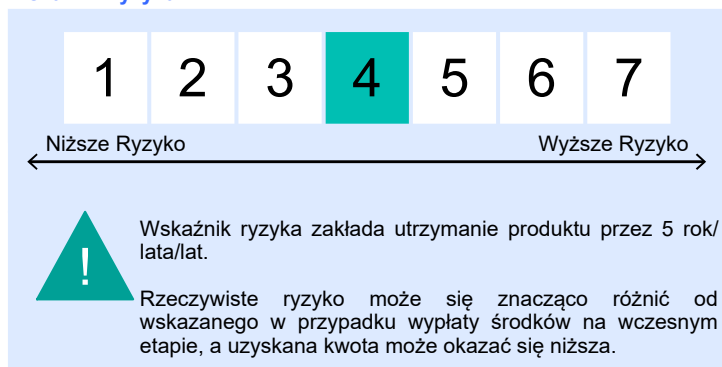 1 2 3 4 5 6 7
Niższe Ryzyko Wyższe Ryzyko
!
Wskaźnik ryzyka zakłada utrzymanie produktu przez 5 rok/
lata/lat.
Rzeczywiste ryzyko może się znacząco różnić od
wskazanego w przypadku wypłaty środków na wczesnym
etapie, a uzyskana kwota może okazać się niższa.